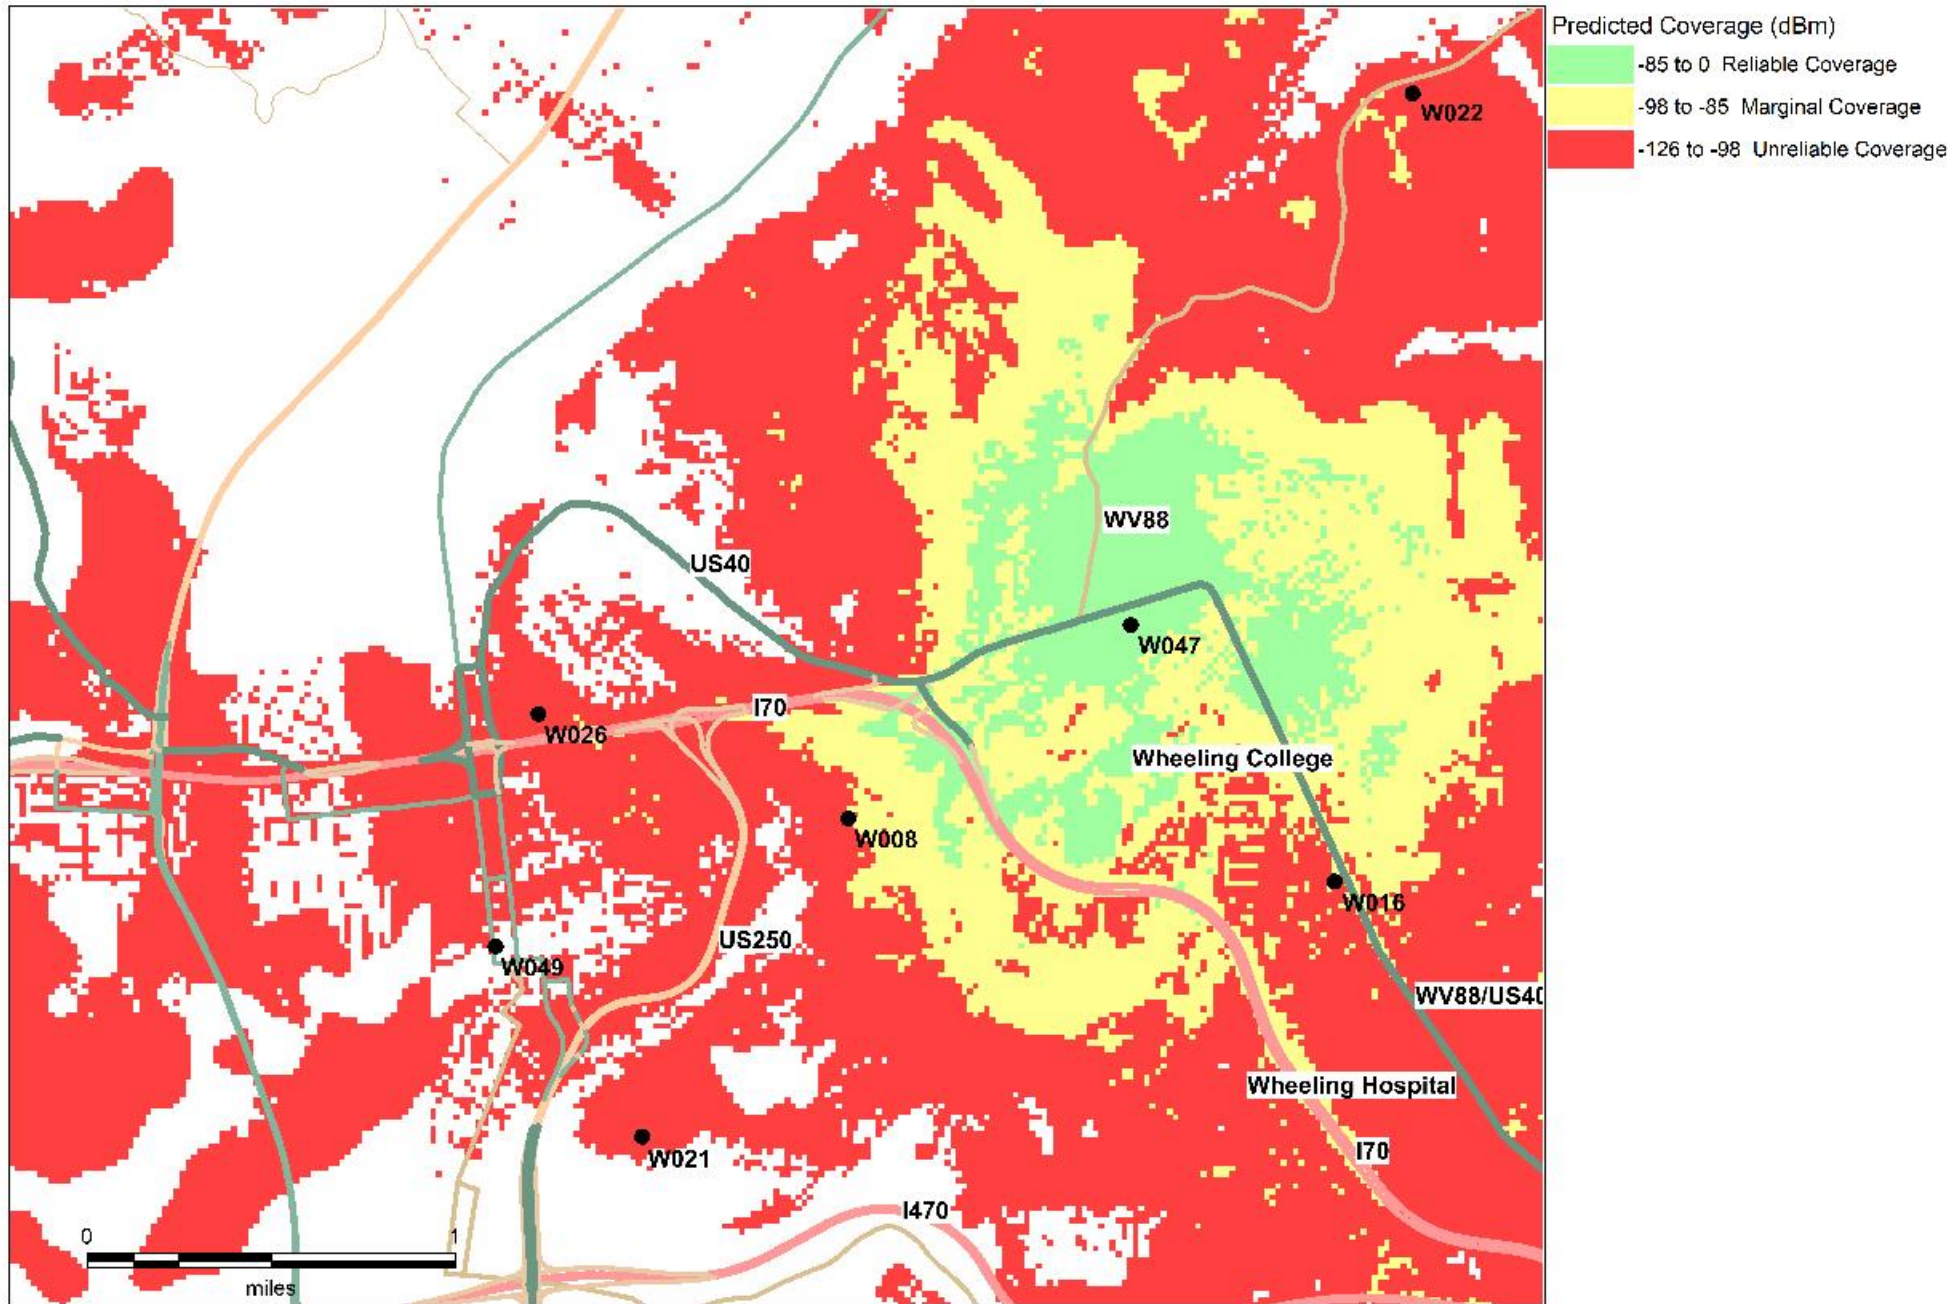 Predicted Coverage (dBm)
-85 to 0 Reliable Coverage
-98 to -85 Marginal Coverage
-126 to -98 Unreliable Coverage
W022
WV88
US40
W047
I70
W026
Wheeling College
W008
W016
US250
W049
WV88/US40
Wheeling Hospital
I70
W021
I470
0 1
miles